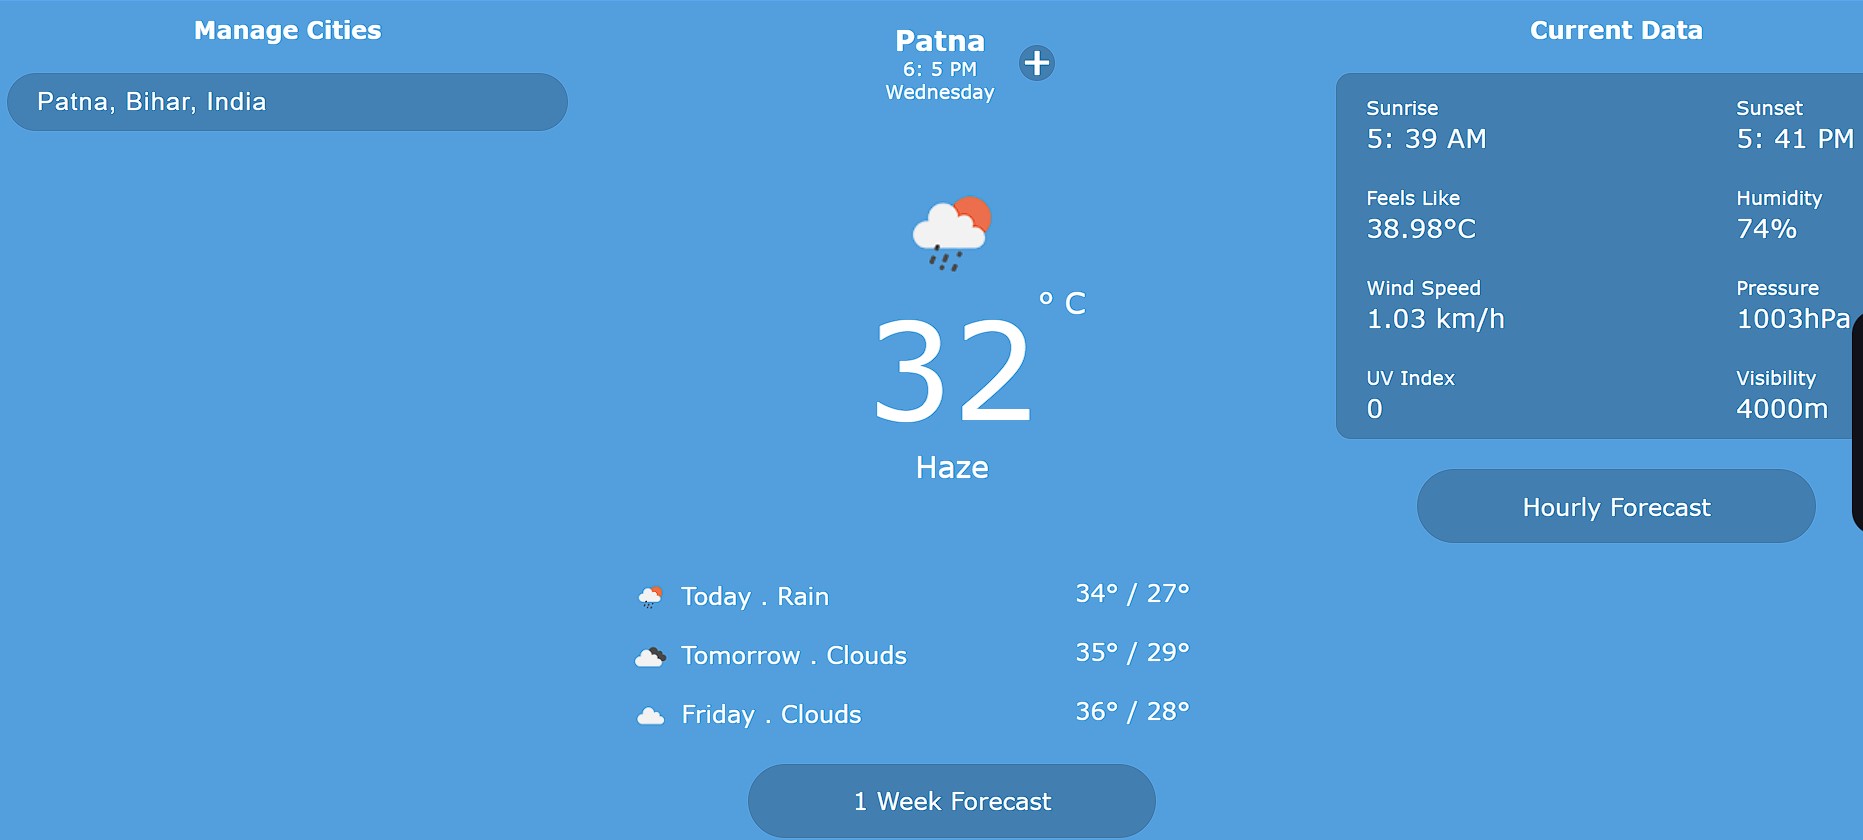 Manage Cities
Patna, Bihar, India
Patna
6: 5 PM
Wednesday
° C
32
Haze
Today . Rain 34° / 27°
Tomorrow . Clouds 35° / 29°
Friday . Clouds 36° / 28°
1 Week Forecast
Current Data
Sunrise Sunset
5: 39 AM 5: 41 PM
Feels Like Humidity
38.98°C 74%
Wind Speed Pressure
1.03 km/h 1003hPa
UV Index Visibility
0 4000m
Hourly Forecast